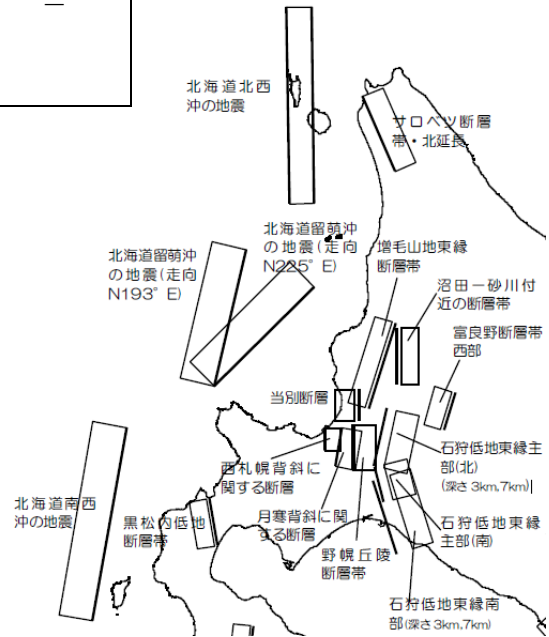 北海道北西
沖の地震
サロベツ断層
帯・北延長
北海道留萌沖
の地震(走向
N225°E)
北海道留萌沖
の地震(走向
N193°E)
増毛山地東縁
断層帯
沼田－砂川付
近の断層帯
富良野断層帯
西部
当別断層
西札幌背斜に
関する断層
石狩低地東縁主
部(北)
(深さ3km,7km)
北海道南西
沖の地震
黒松内低地
断層帯
月寒背斜に関
する断層
石狩低地東縁
主部(南)
野幌丘陵
断層帯
石狩低地東縁南
部(深さ3km,7km)